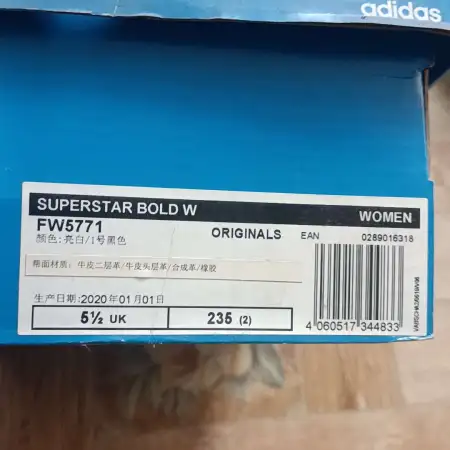 adidas
SUPERSTAR BOLD W WOMEN
FW5771 ORIGINALS EAN 0289016318
颜色:亮白/1号黑色
帮面材质: 牛皮二层革/牛皮头层革/合成革/橡胶
生产日期:2020年01月01日
5½ UK 235 (2)
4 060517 344833